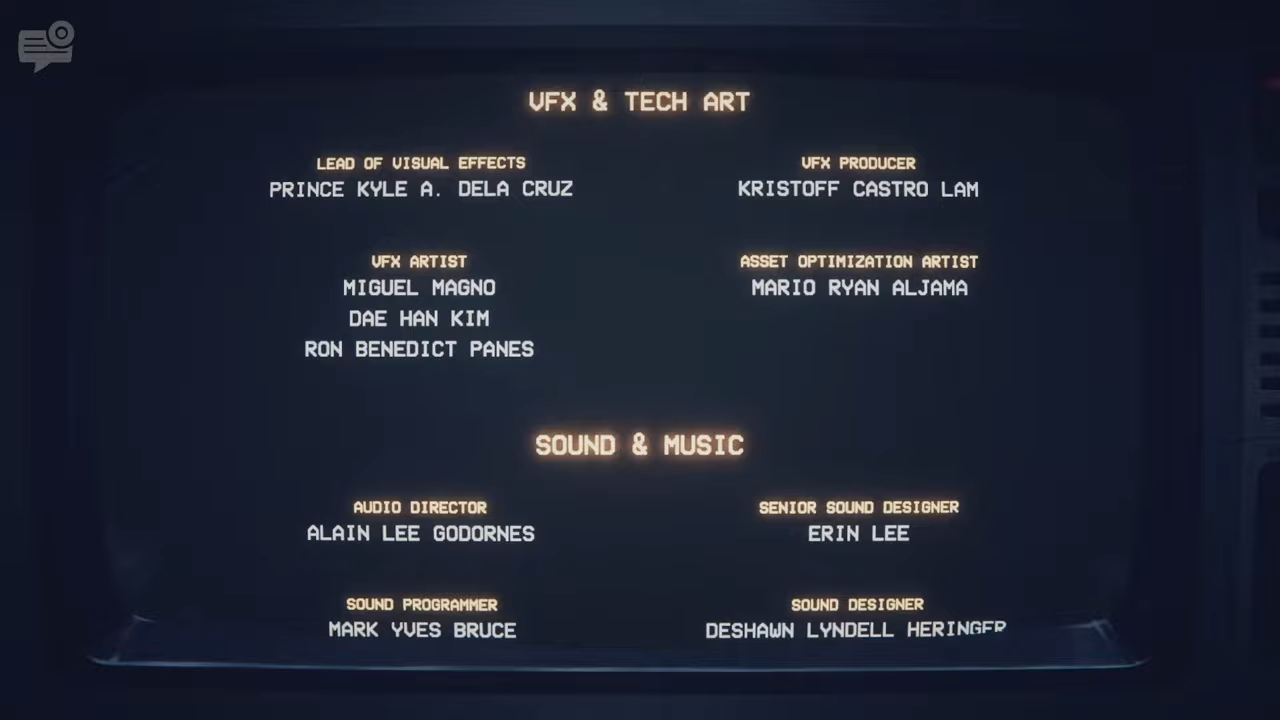 VFX & TECH ART
LEAD OF VISUAL EFFECTS
PRINCE KYLE A. DELA CRUZ
VFX PRODUCER
KRISTOFF CASTRO LAM
VFX ARTIST
MIGUEL MAGNO
DAE HAN KIM
RON BENEDICT PANES
ASSET OPTIMIZATION ARTIST
MARIO RYAN ALJAMA
SOUND & MUSIC
AUDIO DIRECTOR
ALAIN LEE GODORNES
SENIOR SOUND DESIGNER
ERIN LEE
SOUND PROGRAMMER
MARK YVES BRUCE
SOUND DESIGNER
DESHAWN LYNDELL HERINGER